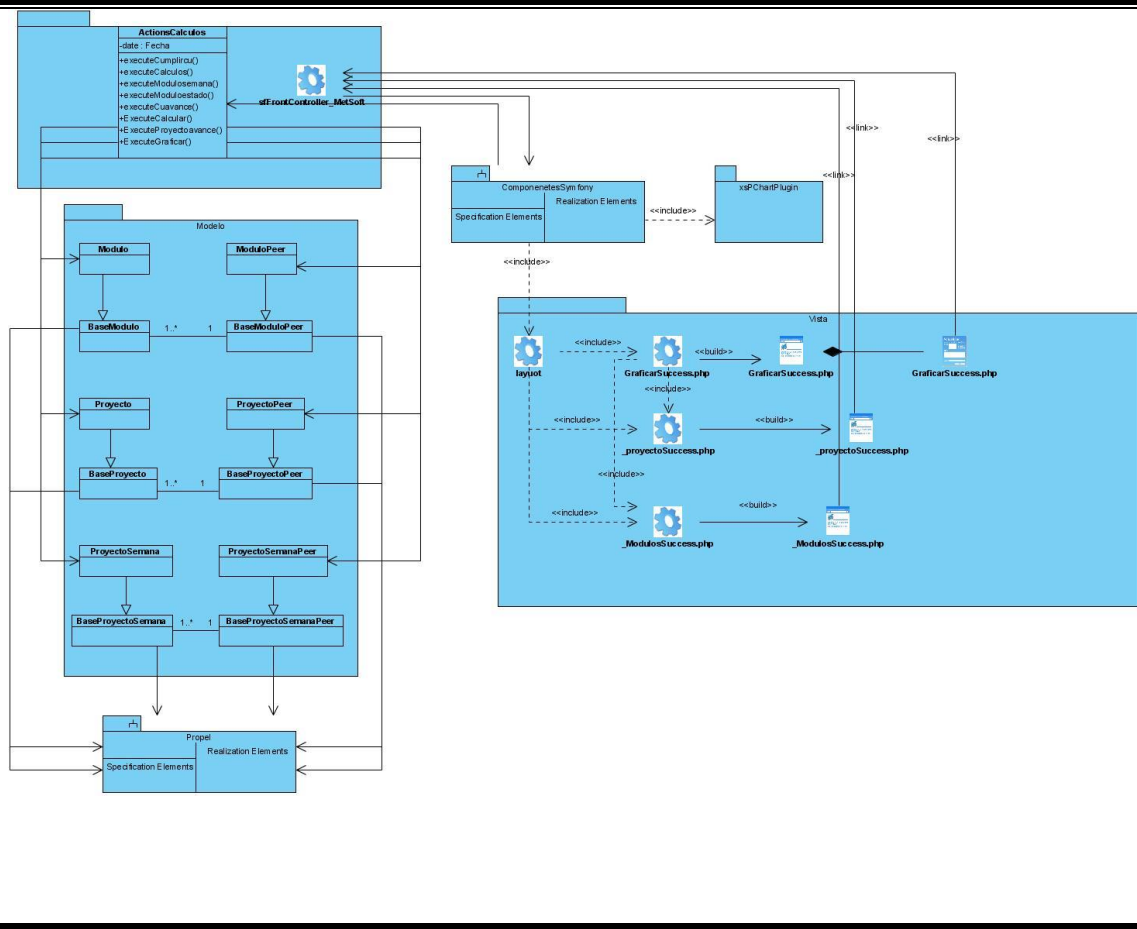 ActionsCalculos
-date : Fecha
+executeCumplircu()
+executeCalculos()
+executeModulosemana()
+executeModuloestado()
+executeCuavance()
+ExecuteCalcular()
+ExecuteProyectoavance()
+ExecuteGraficar()
sfFrontController_MetSoft
<<link>>
<<link>>
<<link>>
ComponenetesSymfony
Specification Elements
Realization Elements
<<include>>
xsPChartPlugin
<<include>>
Modelo
Modulo
ModuloPeer
BaseModulo
1..*
1
BaseModuloPeer
Proyecto
ProyectoPeer
BaseProyecto
1..*
1
BaseProyectoPeer
ProyectoSemana
ProyectoSemanaPeer
BaseProyectoSemana
1..*
1
BaseProyectoSemanaPeer
Propel
Specification Elements
Realization Elements
Vista
layuot
<<include>>
GraficarSuccess.php
<<build>>
GraficarSuccess.php
GraficarSuccess.php
<<include>>
<<include>>
_proyectoSuccess.php
<<build>>
_proyectoSuccess.php
<<include>>
<<include>>
_ModulosSuccess.php
<<build>>
_ModulosSuccess.php